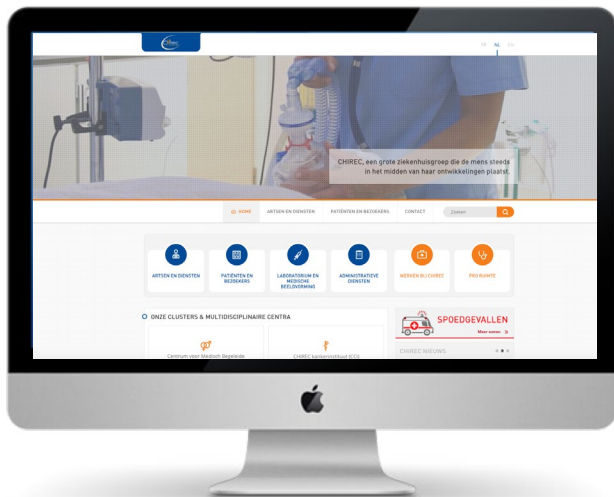 Chirec
FR NL EN
CHIREC, een grote ziekenhuisgroep die de mens steeds
in het midden van haar ontwikkelingen plaatst.
HOME ARTSEN EN DIENSTEN PATIËNTEN EN BEZOEKERS CONTACT Zoeken
ARTSEN EN DIENSTEN
PATIËNTEN EN
BEZOEKERS
LABORATORIUM EN
MEDISCHE
BEELDVORMING
ADMINISTRATIEVE
DIENSTEN
WERKEN BIJ CHIREC
PRO RUIMTE
ONZE CLUSTERS & MULTIDISCIPLINAIRE CENTRA
SPOEDGEVALLEN
Meer weten
Centrum voor Medisch Begeleide
CHIREC kankerinstituut (CCI)
CHIREC NIEUWS